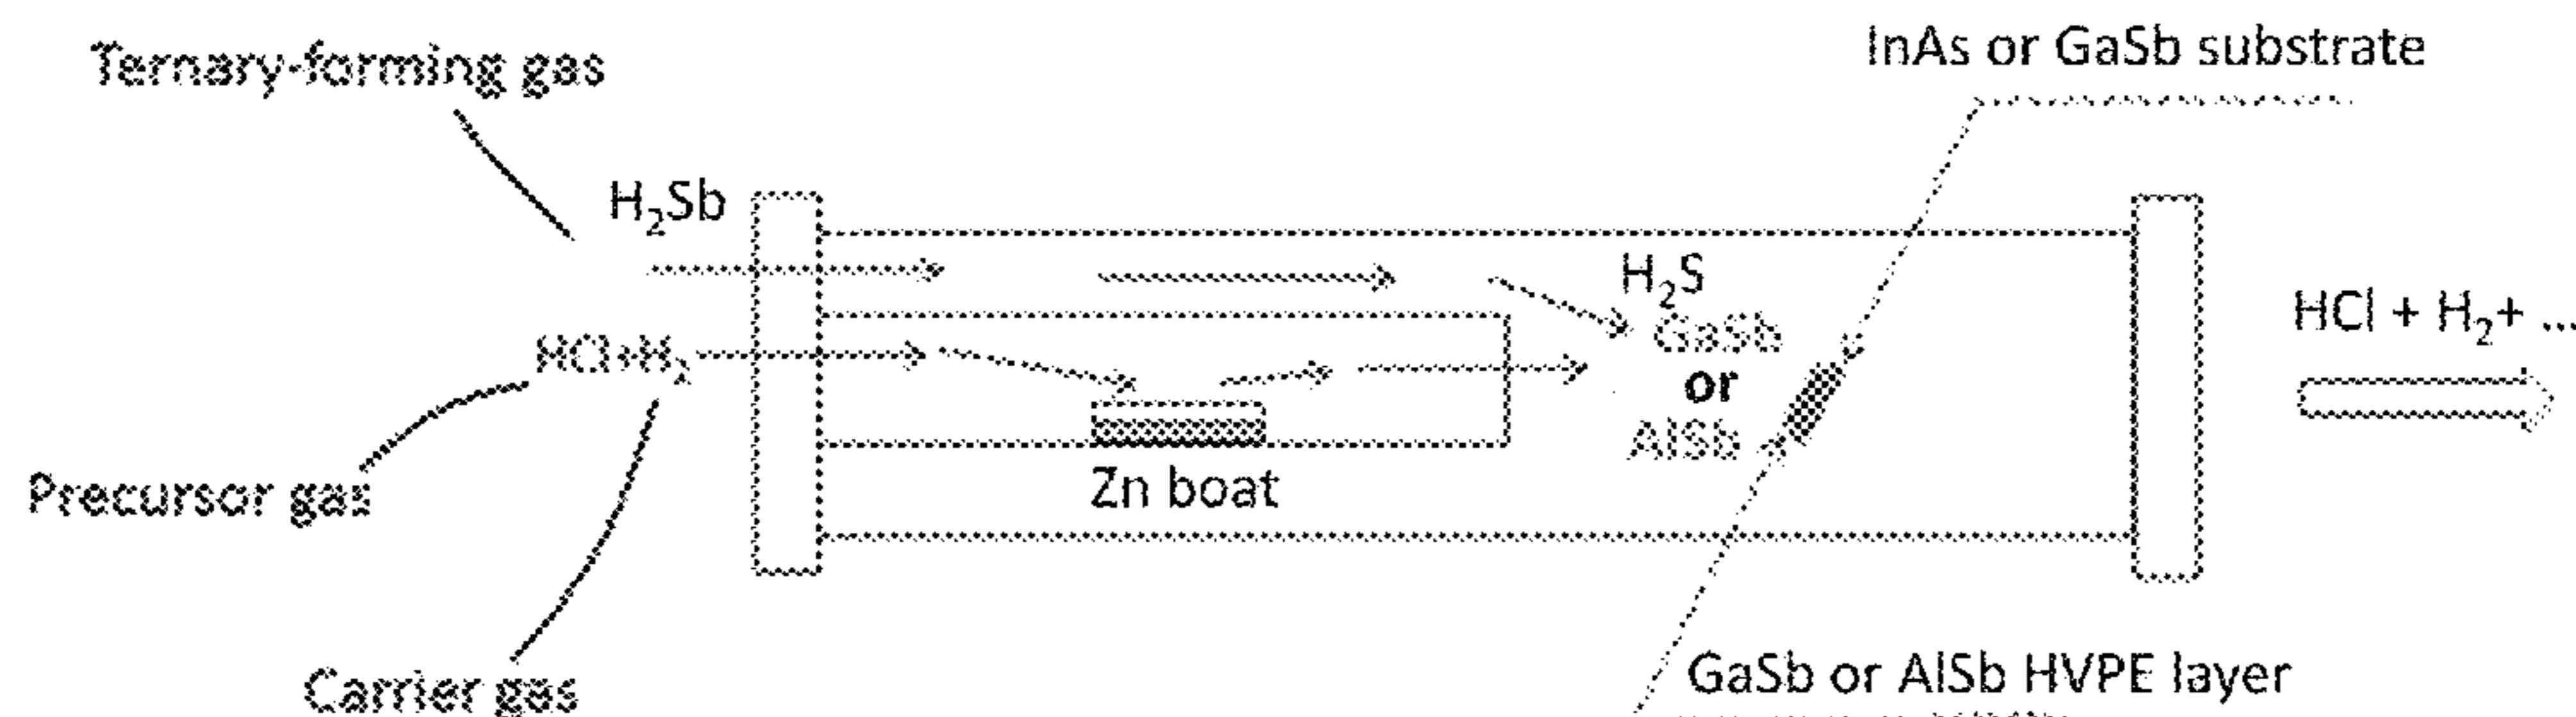 Ternary-forming gas
InAs or GaSb substrate
H₂Sb
H₂S
GaSb
or
AlSb
HCl+H₂
HCl + H₂+ ...
Zn boat
Precursor gas
Carrier gas
GaSb or AlSb HVPE layer